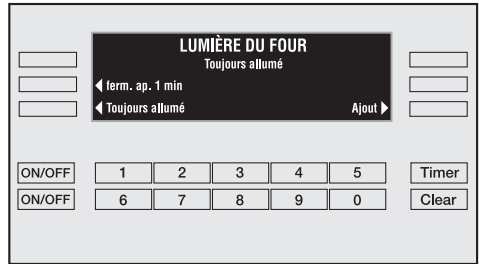 LUMIÈRE DU FOUR
Toujours allumé
ferm. ap. 1 min
Toujours allumé Ajout
ON/OFF 1 2 3 4 5 Timer
ON/OFF 6 7 8 9 0 Clear